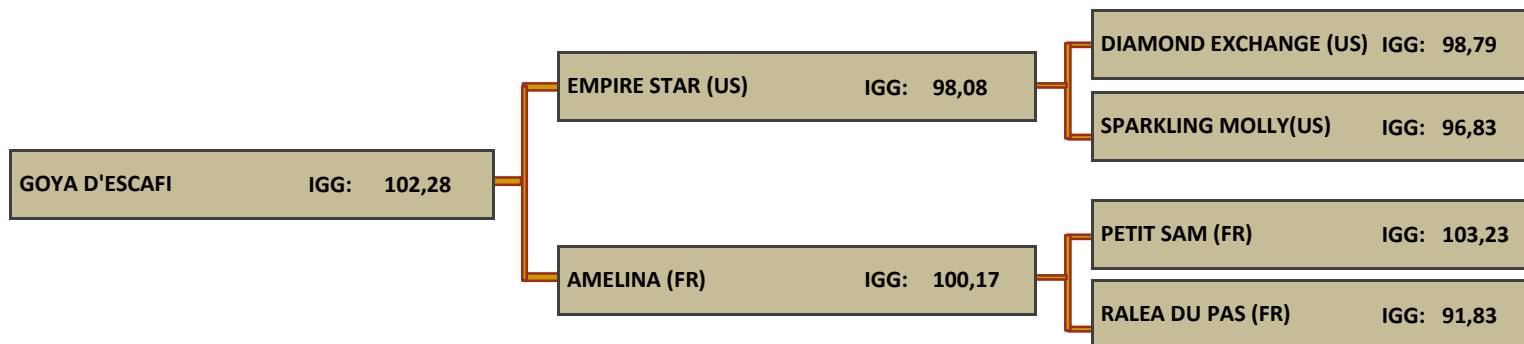 DIAMOND EXCHANGE (US) IGG: 98,79
EMPIRE STAR (US) IGG: 98,08
SPARKLING MOLLY(US) IGG: 96,83
GOYA D'ESCAFI IGG: 102,28
PETIT SAM (FR) IGG: 103,23
AMELINA (FR) IGG: 100,17
RALEA DU PAS (FR) IGG: 91,83